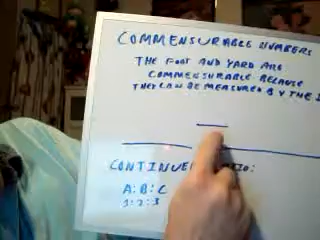 COMMENSURABLE NUMBERS
THE FOOT AND YARD ARE
COMMENSURABLE BECAUSE
THEY CAN BE MEASURED BY THE
CONTINUED
A:B:C
1:2:3